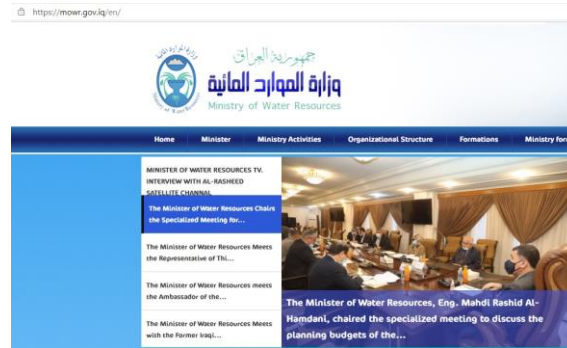 https://mowr.gov.iq/en/
جمهورية العراق
وزارة الموارد المائية
Ministry of Water Resources
Home Minister Ministry Activities Organizational Structure Formations Ministry for
MINISTER OF WATER RESOURCES TV.
INTERVIEW WITH AL-RASHEED
SATELLITE CHANNAL
The Minister of Water Resources Chairs
the Specialized Meeting for...
The Minister of Water Resources Meets
the Representative of Thi...
The Minister of Water Resources meets
the Ambassador of the...
The Minister of Water Resources Meets
with the Former Iraqi...
The Minister of Water Resources, Eng. Mahdi Rashid Al-
Hamdani, chaired the specialized meeting to discuss the
planning budgets of the...